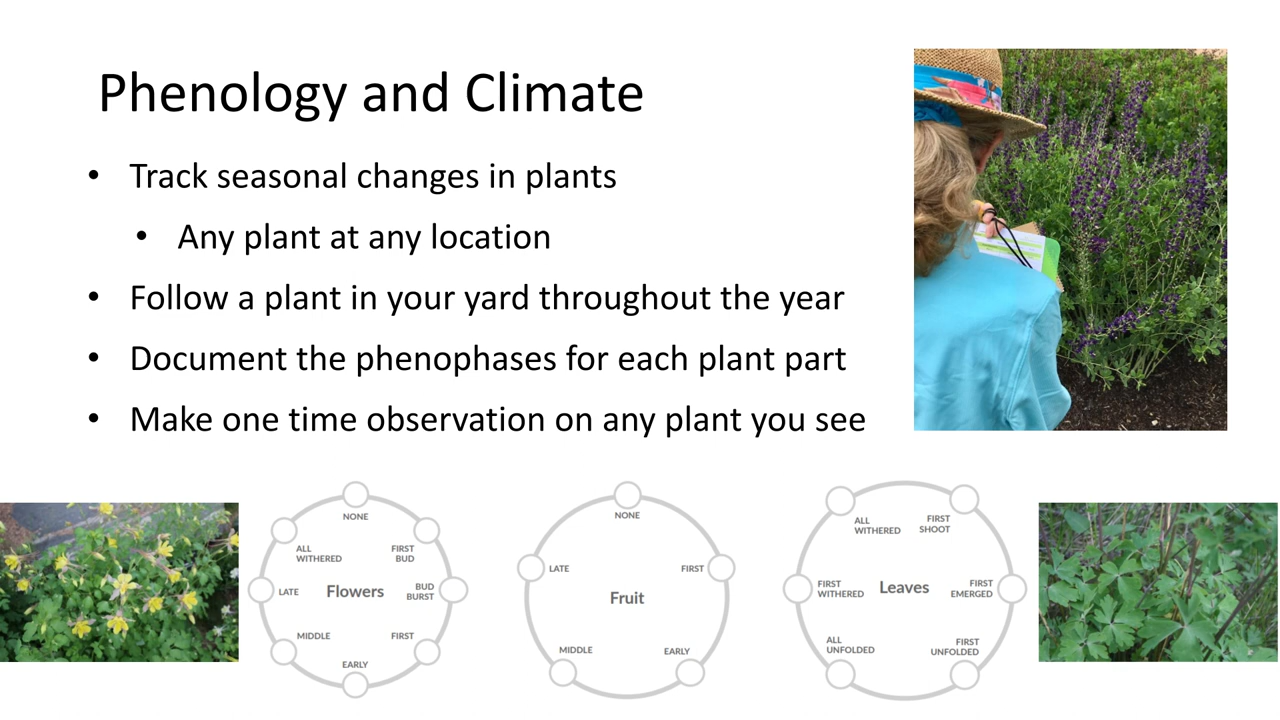 Phenology and Climate
• Track seasonal changes in plants
• Any plant at any location
• Follow a plant in your yard throughout the year
• Document the phenophases for each plant part
• Make one time observation on any plant you see
NONE
FIRST
BUD
BUD
BURST
FIRST
EARLY
MIDDLE
LATE
ALL
WITHERED
Flowers
NONE
FIRST
EARLY
MIDDLE
LATE
Fruit
FIRST
SHOOT
FIRST
EMERGED
FIRST
UNFOLDED
ALL
UNFOLDED
FIRST
WITHERED
ALL
WITHERED
Leaves